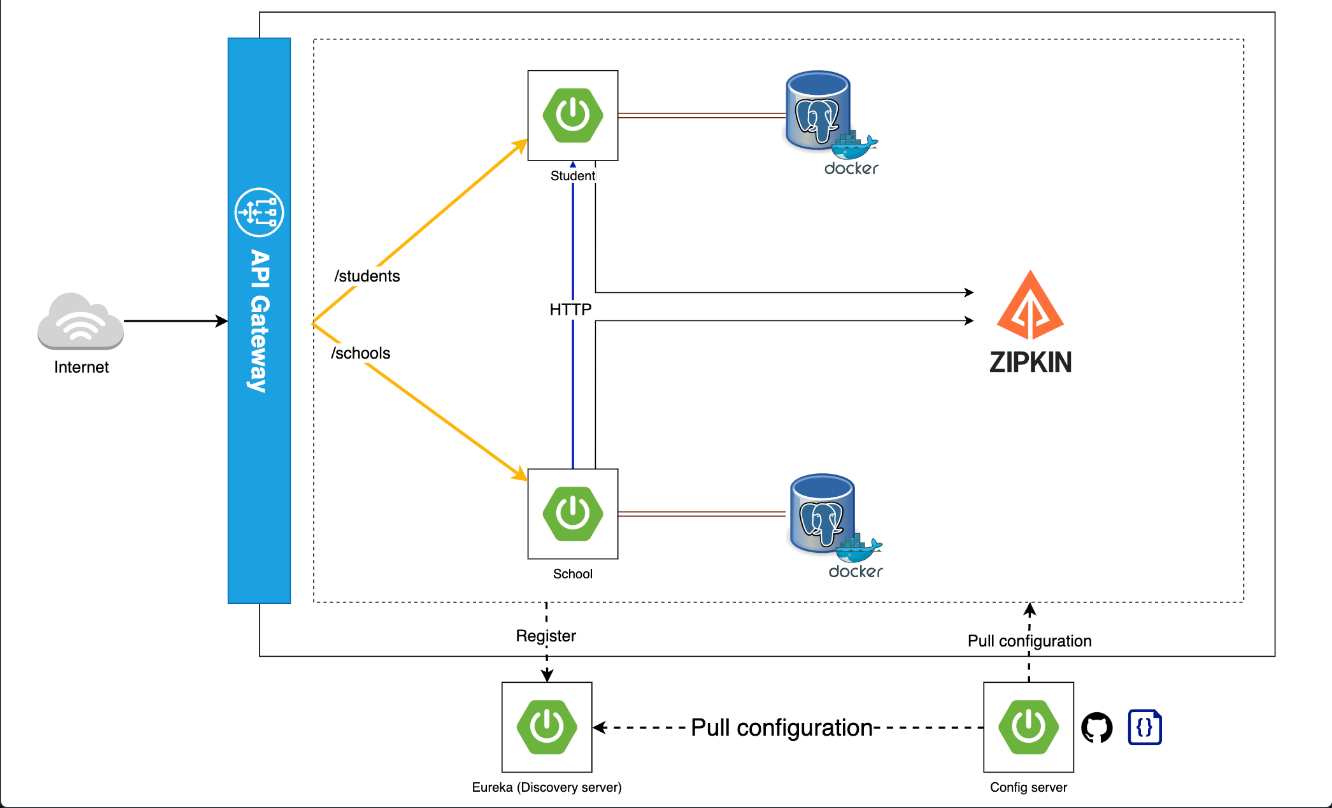 Student
docker
/students
API Gateway
HTTP
/schools
Internet
ZIPKIN
School
docker
Register
Pull configuration
Pull configuration
{}
Eureka (Discovery server)
Config server